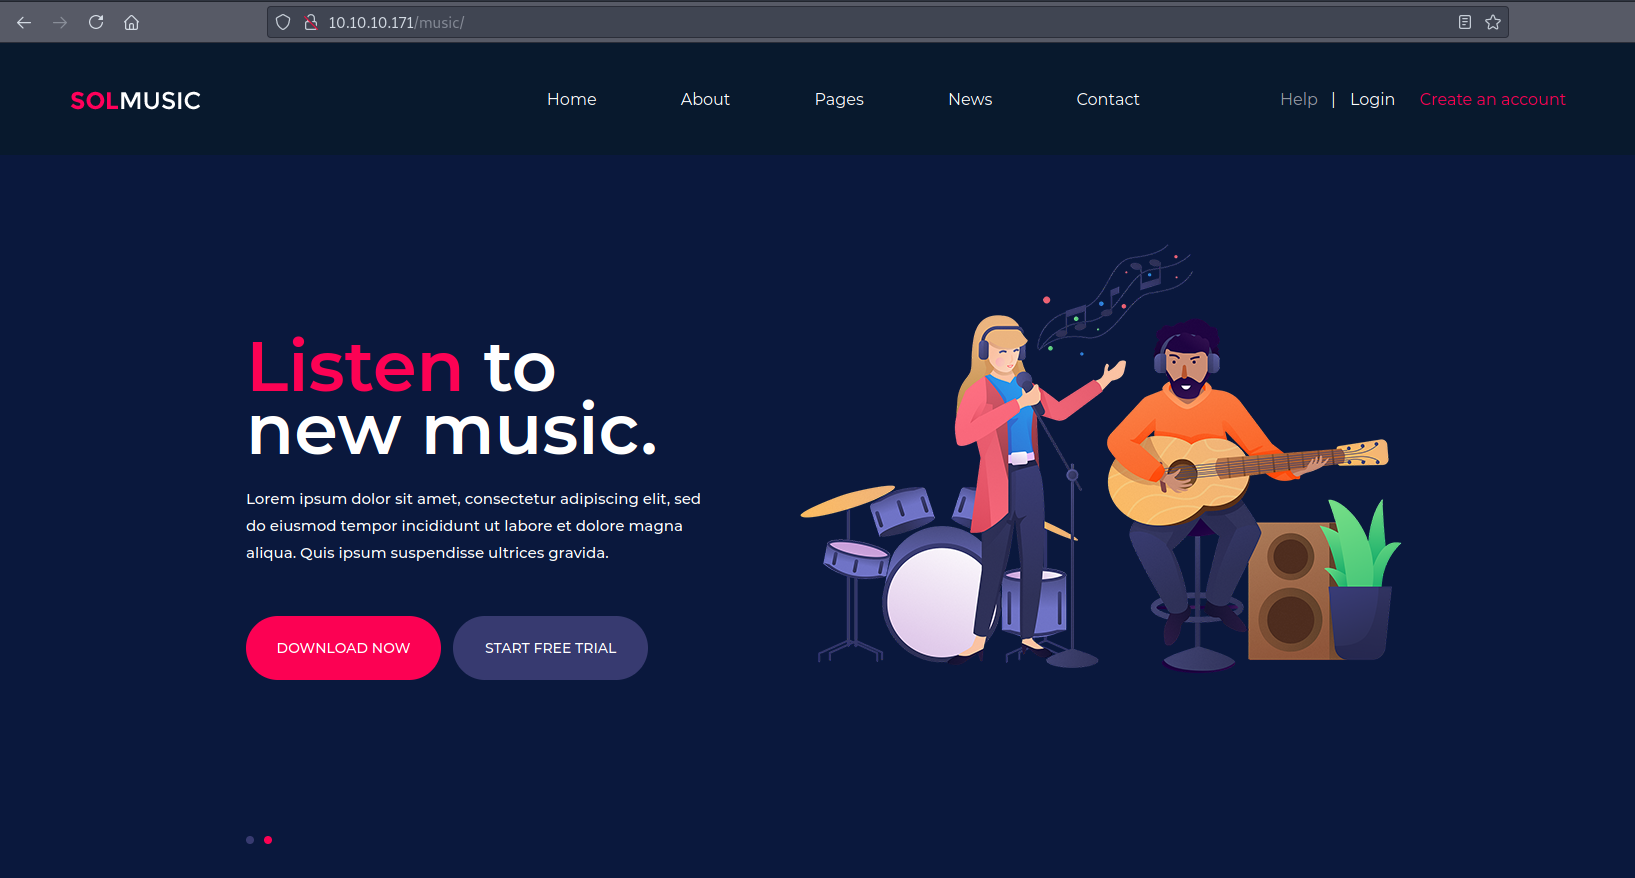 10.10.10.171/music/
SOLMUSIC
Home About Pages News Contact Help | Login Create an account
Listen to
new music.
Lorem ipsum dolor sit amet, consectetur adipiscing elit, sed
do eiusmod tempor incididunt ut labore et dolore magna
aliqua. Quis ipsum suspendisse ultrices gravida.
DOWNLOAD NOW START FREE TRIAL